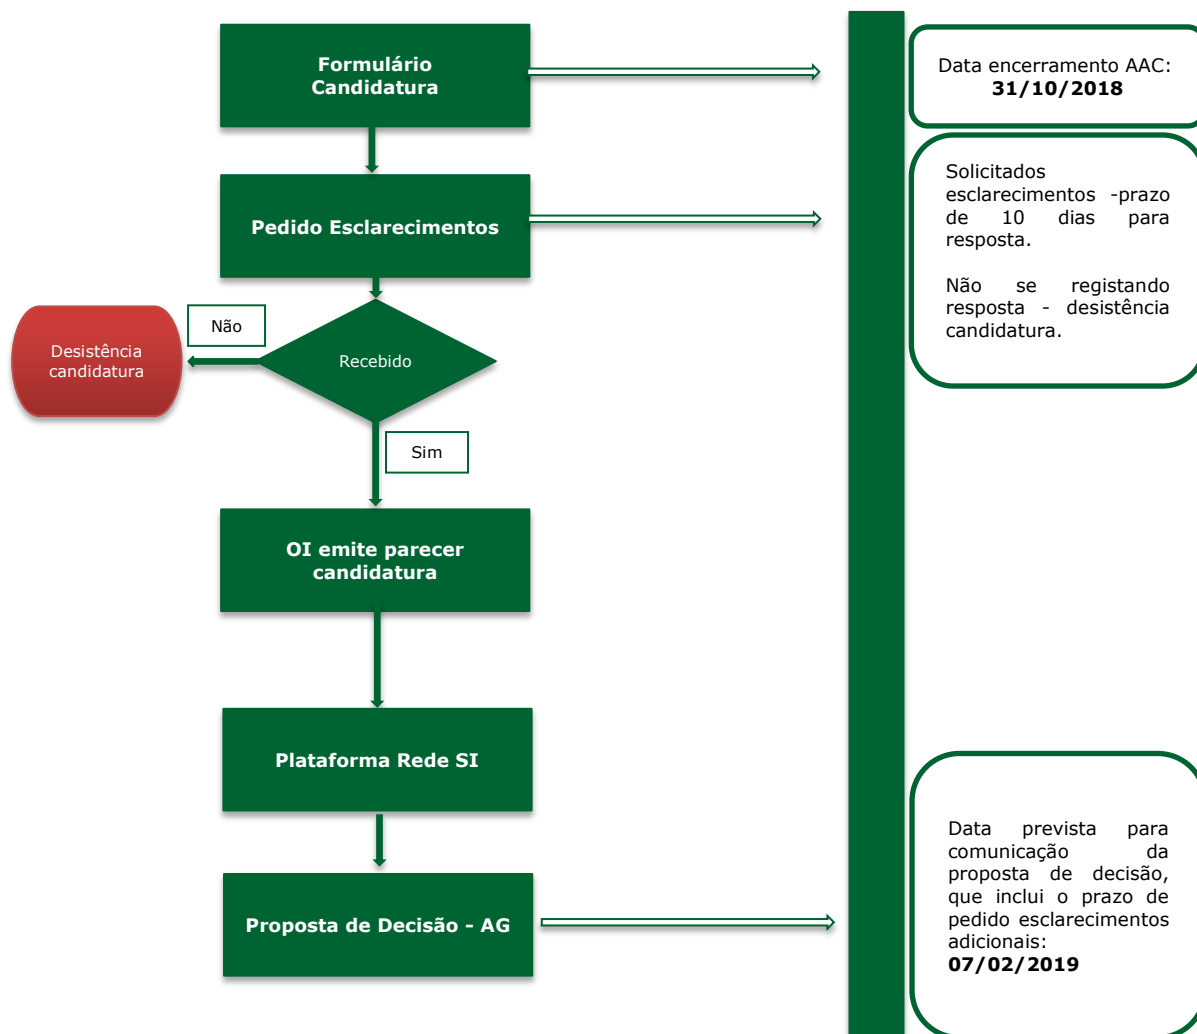 Formulário
Candidatura
Data encerramento AAC:
31/10/2018
Pedido Esclarecimentos
Solicitados
esclarecimentos -prazo
de 10 dias para
resposta.
Não se registando
resposta - desistência
candidatura.
Não
Desistência
candidatura
Recebido
Sim
OI emite parecer
candidatura
Plataforma Rede SI
Proposta de Decisão - AG
Data prevista para
comunicação da
proposta de decisão,
que inclui o prazo de
pedido esclarecimentos
adicionais:
07/02/2019